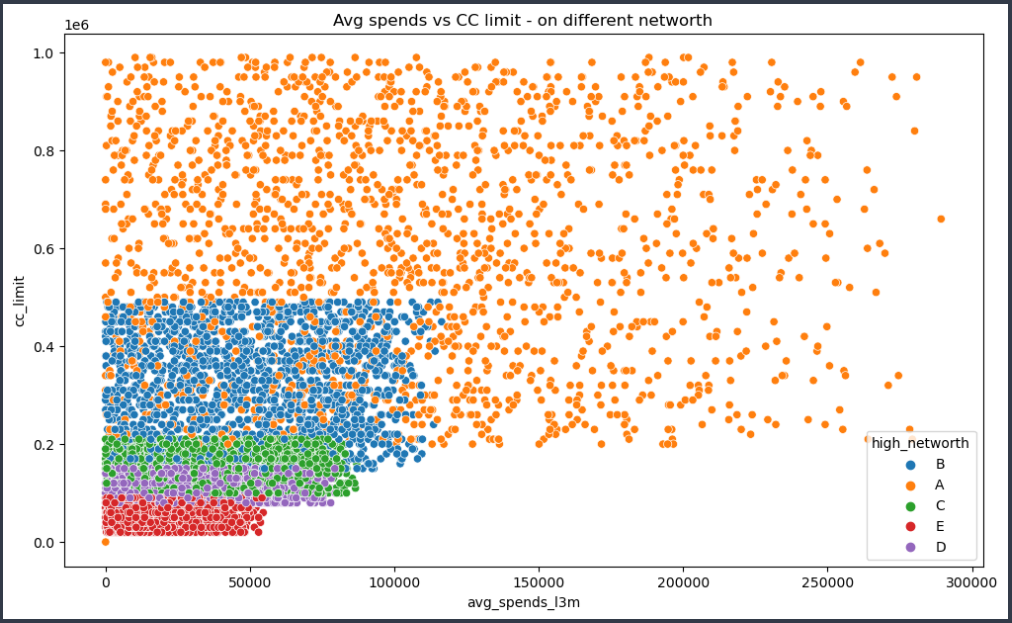 Avg spends vs CC limit - on different networth
1e6
1.0
0.8
0.6
0.4
0.2
0.0
cc_limit
0 50000 100000 150000 200000 250000 300000
avg_spends_l3m
high_networth
B
A
C
E
D